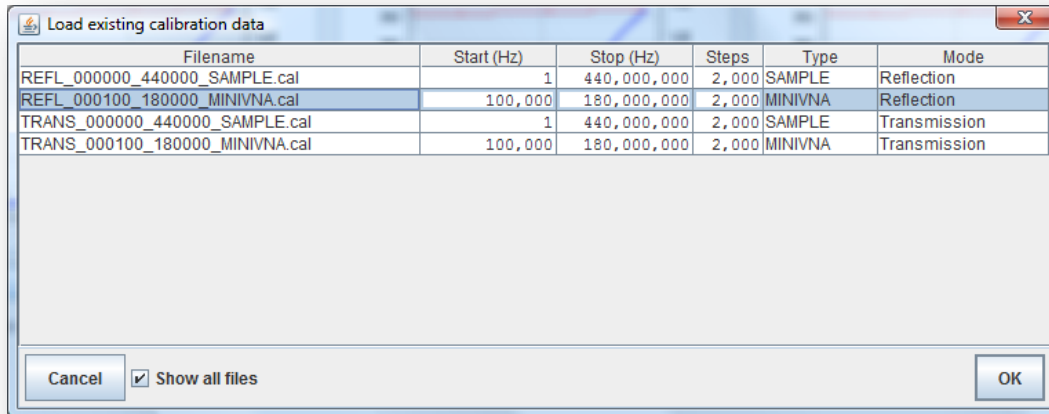 Load existing calibration data
Filename Start (Hz) Stop (Hz) Steps Type Mode
REFL_000000_440000_SAMPLE.cal 1 440,000,000 2,000 SAMPLE Reflection
REFL_000100_180000_MINIVNA.cal 100,000 180,000,000 2,000 MINIVNA Reflection
TRANS_000000_440000_SAMPLE.cal 1 440,000,000 2,000 SAMPLE Transmission
TRANS_000100_180000_MINIVNA.cal 100,000 180,000,000 2,000 MINIVNA Transmission
Cancel Show all files OK